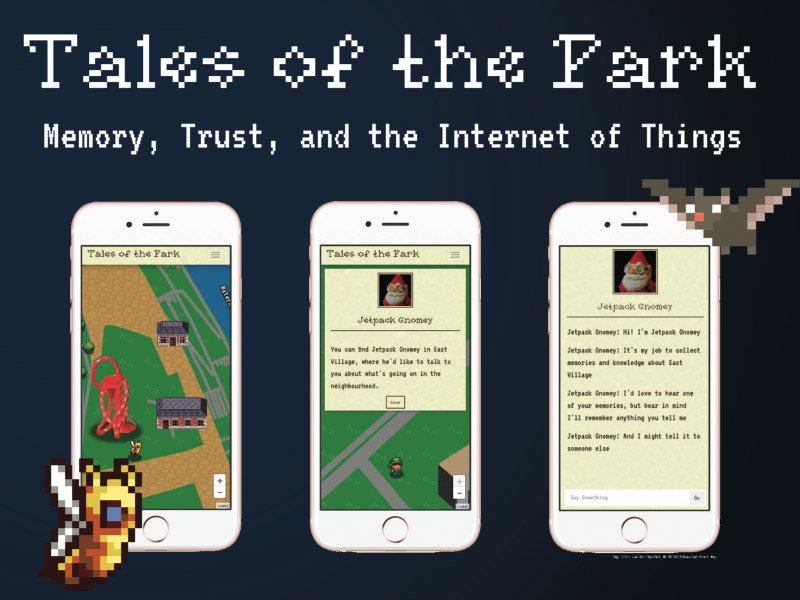 Tales of the Park
Memory, Trust, and the Internet of Things
Tales of the Park
Tales of the Park
Jetpack Gnomey
You can find Jetpack Gnomey in East
Village, where he'd like to talk to
you about what's going on in the
neighbourhood.
Close
Leaflet
Leaflet
Jetpack Gnomey
Jetpack Gnomey: Hi! I'm Jetpack Gnomey
Jetpack Gnomey: It's my job to collect
memories and knowledge about East
Village
Jetpack Gnomey: I'd love to hear one
of your memories, but bear in mind
I'll remember anything you tell me
Jetpack Gnomey: And I might tell it to
someone else
Say Something
Go